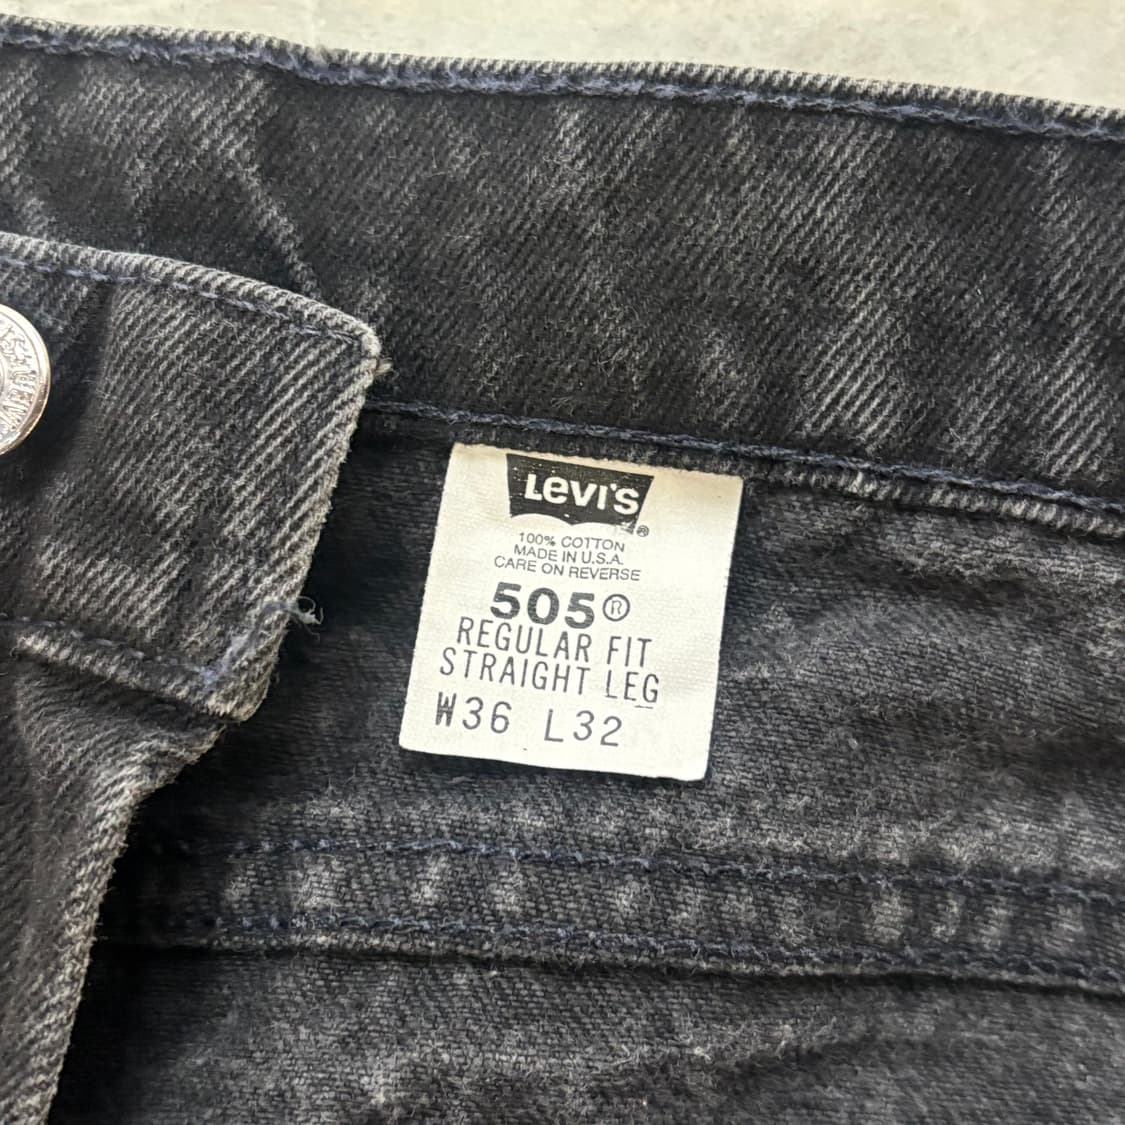 LEVI'S®
100% COTTON
MADE IN U.S.A.
CARE ON REVERSE
505®
REGULAR FIT
STRAIGHT LEG
W36 L32